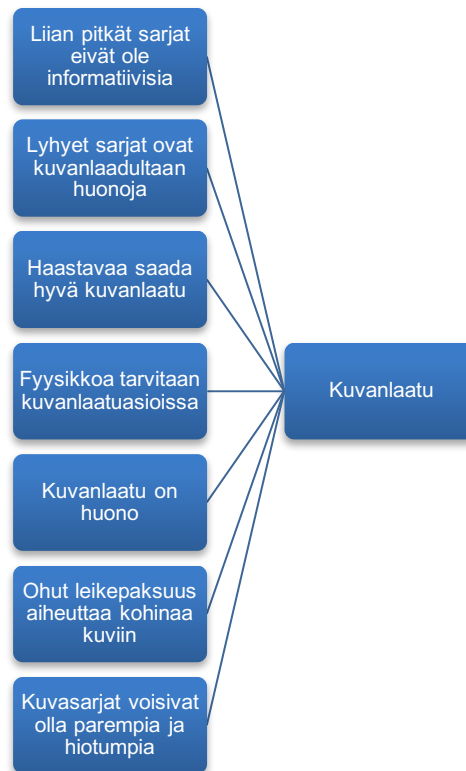 Liian pitkät sarjat
eivät ole
informatiivisia
Lyhyet sarjat ovat
kuvanlaadultaan
huonoja
Haastavaa saada
hyvä kuvanlaatu
Fyysikkoa tarvitaan
kuvanlaatuasioissa
Kuvanlaatu on
huono
Ohut leikepaksuus
aiheuttaa kohinaa
kuviin
Kuvasarjat voisivat
olla parempia ja
hiotumpia
Kuvanlaatu